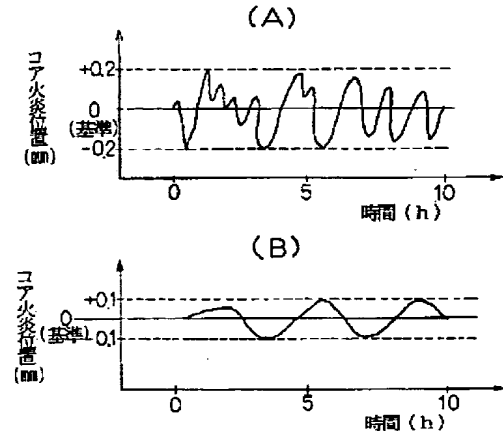 (A)
コア火炎位置(mm)
+0.2
0
(基準)
-0.2
0 5 10
時間(h)
(B)
コア火炎位置(mm)
+0.1
0
(基準)
-0.1
0 5 10
時間(h)